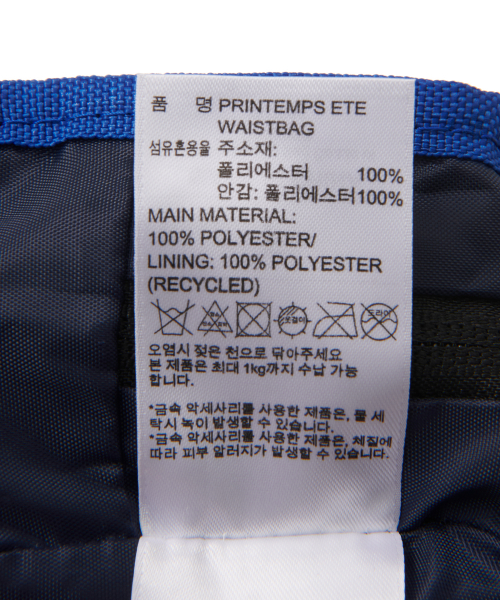 품 명 PRINTEMPS ETE
WAISTBAG
섬유혼용율 주소재:
폴리에스터 100%
안감: 폴리에스터100%
MAIN MATERIAL:
100% POLYESTER/
LINING: 100% POLYESTER
(RECYCLED)
오염시 젖은 천으로 닦아주세요
본 제품은 최대 1kg까지 수납 가능
합니다.
*금속 악세사리를 사용한 제품은, 물 세
탁시 녹이 발생할 수 있습니다.
*금속 악세사리를 사용한 제품은, 체질에
따라 피부 알러지가 발생할 수 있습니다.